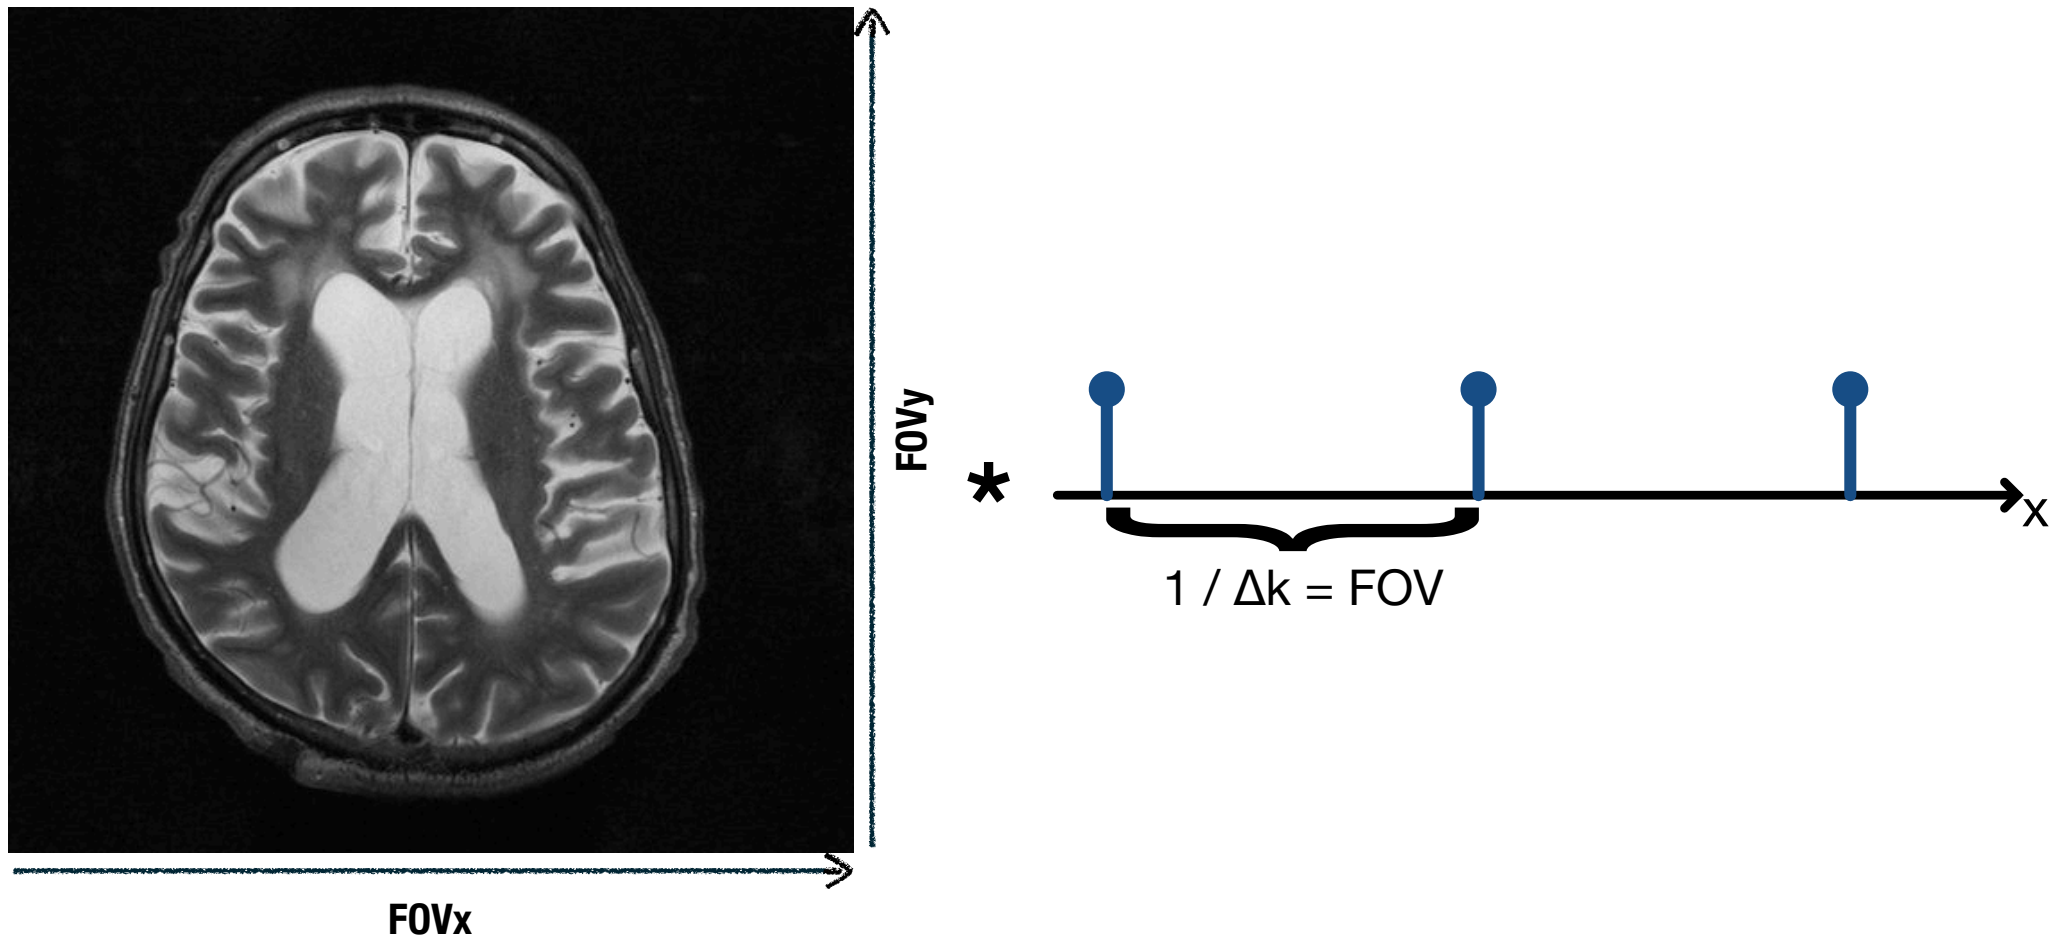 FOVx
FOVy
*
x
1 / Δk = FOV